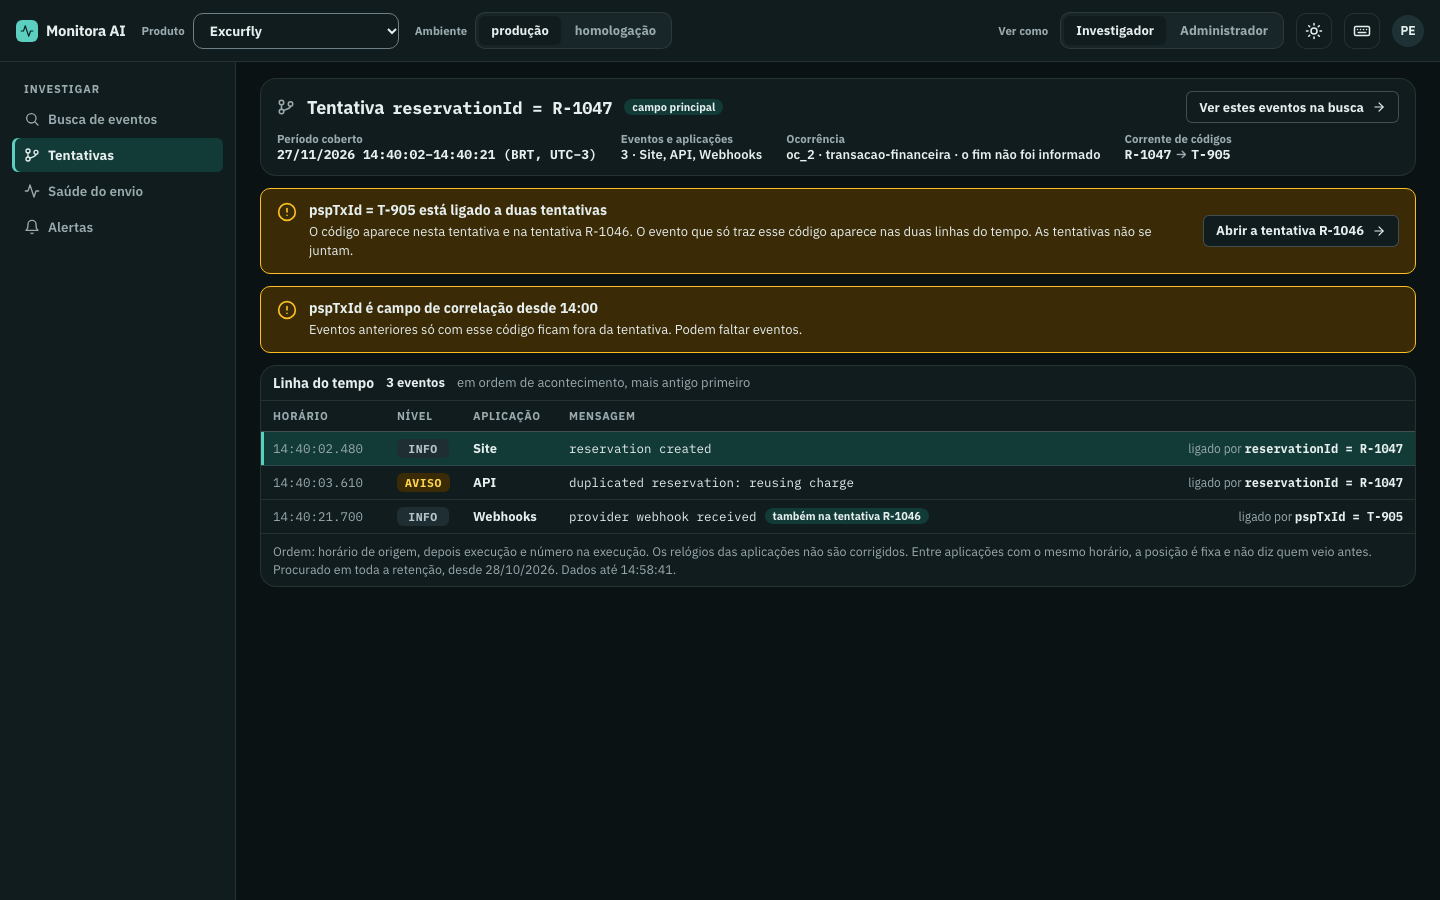 Monitora AI
Produto
Excurfly
Ambiente
produção
homologação
Ver como
Investigador
Administrador
PE
INVESTIGAR
Busca de eventos
Tentativas
Saúde do envio
Alertas
Tentativa reservationId = R-1047
campo principal
Ver estes eventos na busca
Período coberto
27/11/2026 14:40:02–14:40:21 (BRT, UTC−3)
Eventos e aplicações
3 · Site, API, Webhooks
Ocorrência
oc_2 · transacao-financeira · o fim não foi informado
Corrente de códigos
R-1047 → T-905
pspTxId = T-905 está ligado a duas tentativas
O código aparece nesta tentativa e na tentativa R-1046. O evento que só traz esse código aparece nas duas linhas do tempo. As tentativas não se
juntam.
Abrir a tentativa R-1046
pspTxId é campo de correlação desde 14:00
Eventos anteriores só com esse código ficam fora da tentativa. Podem faltar eventos.
Linha do tempo 3 eventos em ordem de acontecimento, mais antigo primeiro
HORÁRIO NÍVEL APLICAÇÃO MENSAGEM
14:40:02.480 INFO Site reservation created ligado por reservationId = R-1047
14:40:03.610 AVISO API duplicated reservation: reusing charge ligado por reservationId = R-1047
14:40:21.700 INFO Webhooks provider webhook received também na tentativa R-1046 ligado por pspTxId = T-905
Ordem: horário de origem, depois execução e número na execução. Os relógios das aplicações não são corrigidos. Entre aplicações com o mesmo horário, a posição é fixa e não diz quem veio antes.
Procurado em toda a retenção, desde 28/10/2026. Dados até 14:58:41.